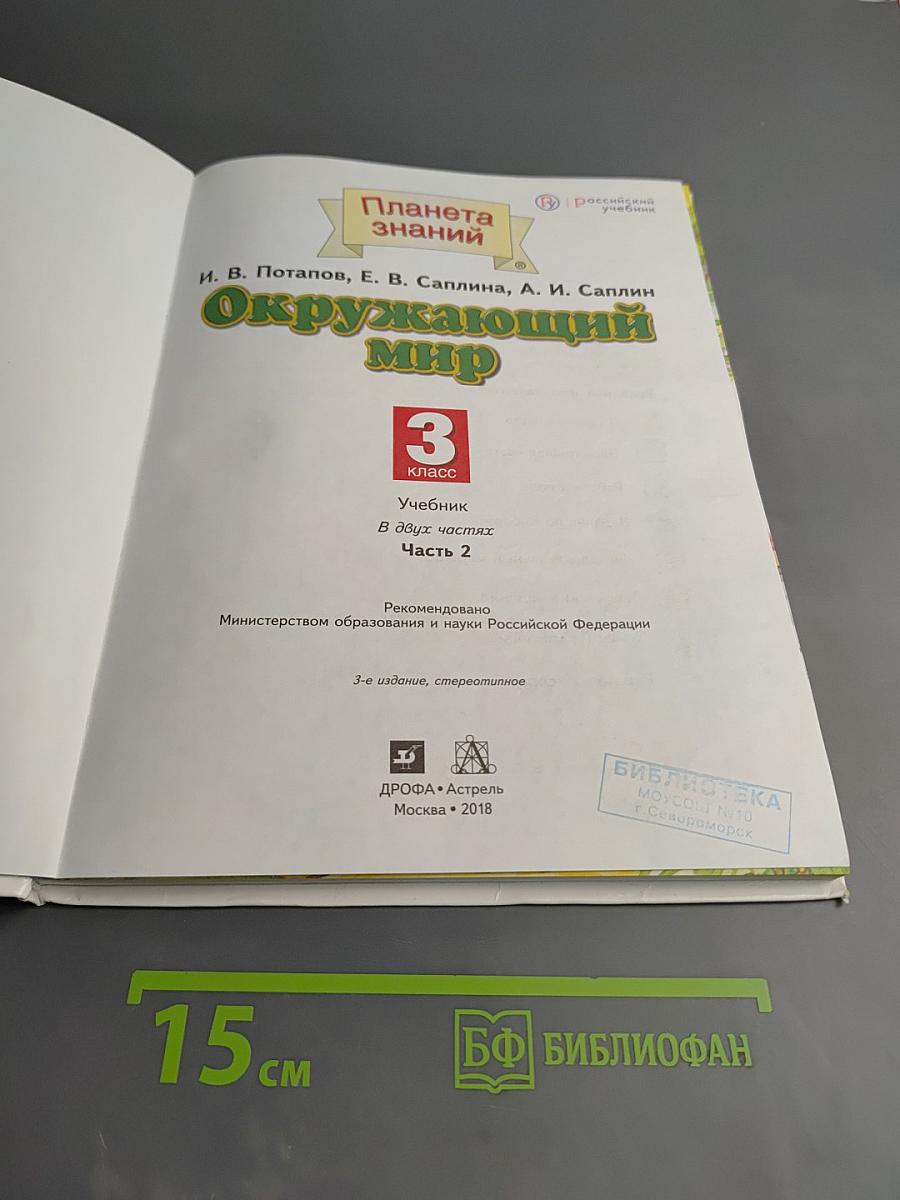 Планета
знаний
®
Российский
учебник
И. В. Потапов, Е. В. Саплина, А. И. Саплин
Окружающий
мир
3
класс
Учебник
В двух частях
Часть 2
Рекомендовано
Министерством образования и науки Российской Федерации
3-е издание, стереотипное
ДРОФА • Астрель
Москва • 2018
БИБЛИОТЕКА
МОУСОШ №10
г.Североморск
15 см
БФ БИБЛИОФАН